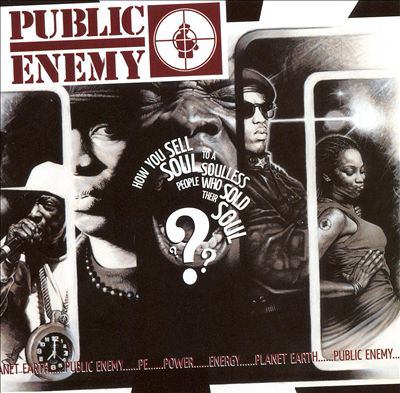 PUBLIC
ENEMY
HOW YOU SELL
SOUL
TO A
SOULLESS
PEOPLE WHO SOLD
THEIR
SOUL
???
ANET EARTH.....PUBLIC ENEMY......PE....POWER......ENERGY.....PLANET EARTH.....PUBLIC ENEMY....